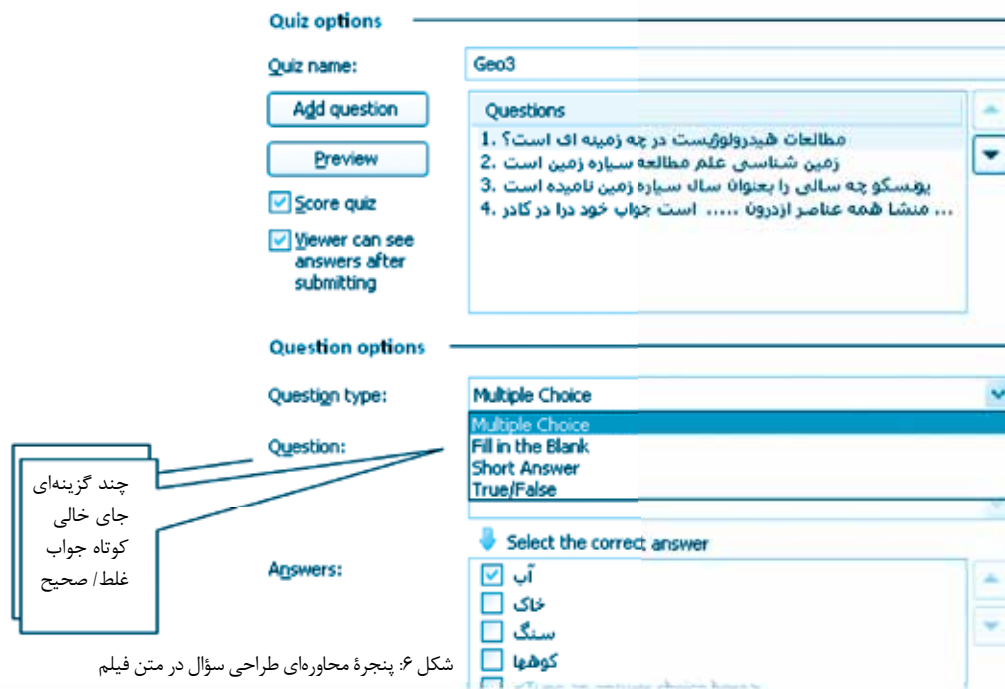 Quiz options
Quiz name:
Geo3
Add question
Preview
Score quiz
Viewer can see
answers after
submitting
Questions
1. مطالعات هیدرولوژیست در چه زمینه ای است؟
2. زمین شناسی علم مطالعه سیاره زمین است
3. یونسکو چه سالی را بعنوان سال سیاره زمین نامیده است
4. منشا همه عناصر ازدرون ..... است جواب خود درا در کادر ...
Question options
Question type:
Multiple Choice
Multiple Choice
Fill in the Blank
Short Answer
True/False
Question:
چند گزینه‌ای
جای خالی
کوتاه جواب
غلط/ صحیح
Select the correct answer
Answers:
آب
خاک
سنگ
کوهها
شکل ۶: پنجرهٔ محاوره‌ای طراحی سؤال در متن فیلم